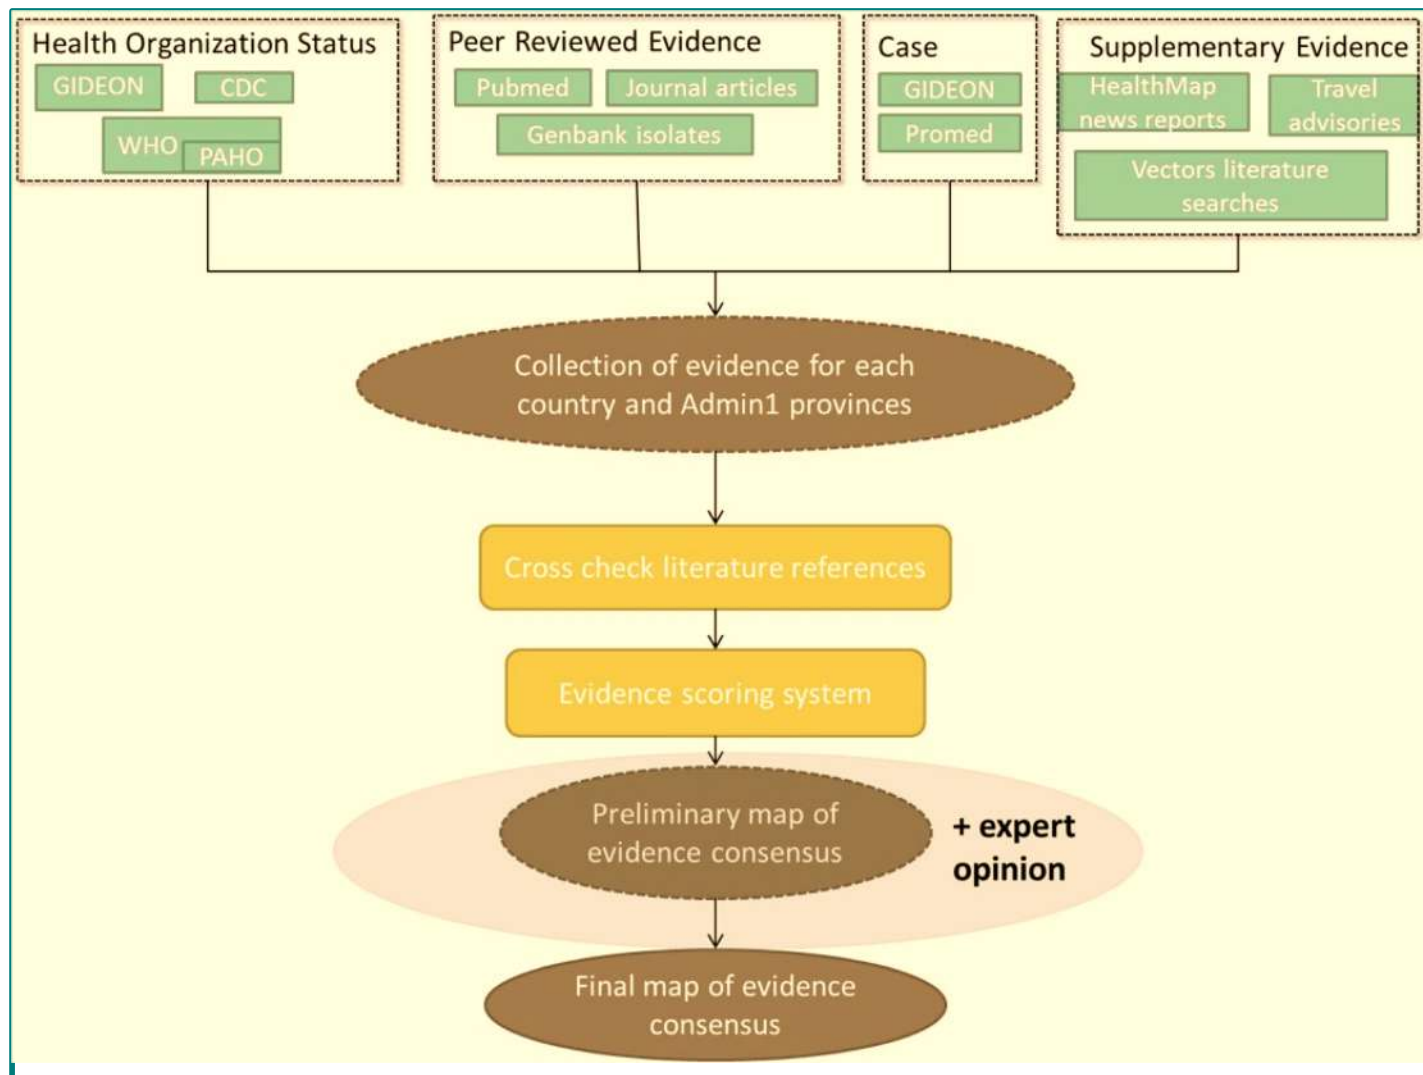 Health Organization Status
GIDEON
CDC
WHO
PAHO
Peer Reviewed Evidence
Pubmed
Journal articles
Genbank isolates
Case
GIDEON
Promed
Supplementary Evidence
HealthMap
news reports
Travel
advisories
Vectors literature
searches
Collection of evidence for each
country and Admin1 provinces
Cross check literature references
Evidence scoring system
Preliminary map of
evidence consensus
+ expert
opinion
Final map of evidence
consensus